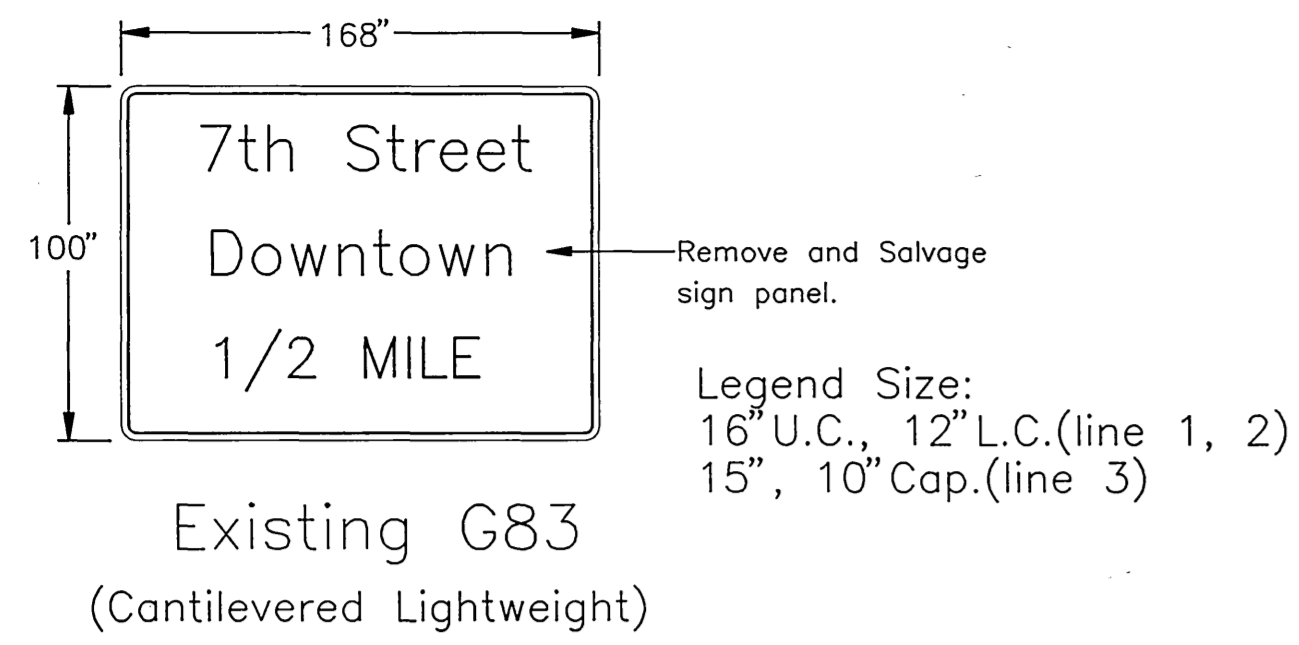 168"
7th Street
Downtown
1/2 MILE
100"
Remove and Salvage
sign panel.
Legend Size:
16"U.C., 12"L.C.(line 1, 2)
15", 10"Cap.(line 3)
Existing G83
(Cantilevered Lightweight)